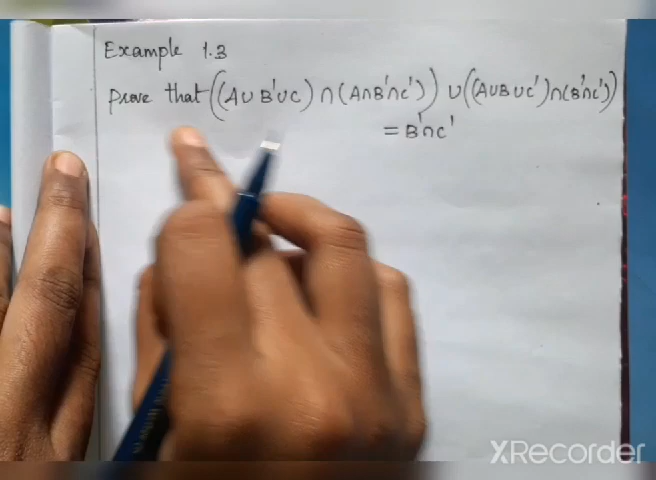 Example 1.3
Prove that ((A∪B'∪C)∩(A∩B'∩C'))∪((A∪B∪C')∩(B'∩C'))
=B'∩C'
XRecorder